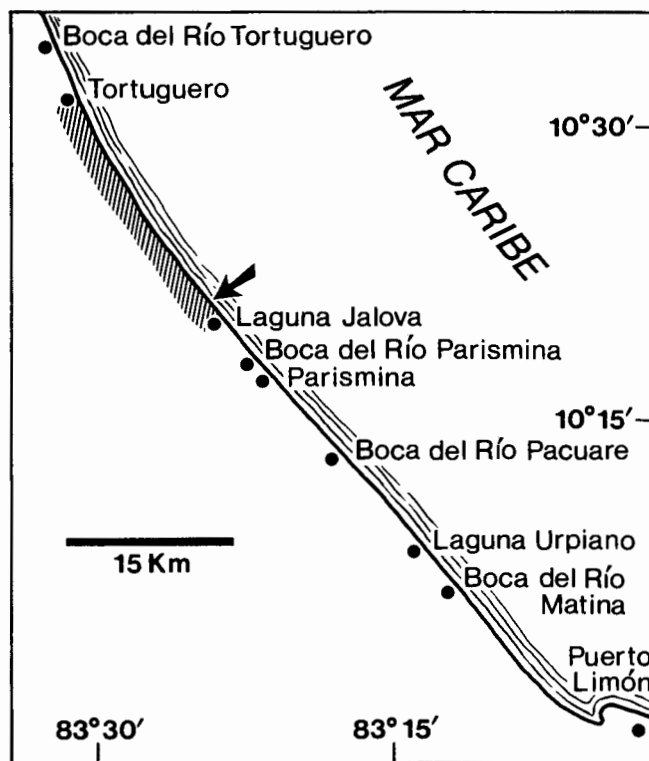 Boca del Río Tortuguero
Tortuguero
MAR CARIBE
10°30′
Laguna Jalova
Boca del Río Parismina
Parismina
10°15′
Boca del Río Pacuare
15 Km
Laguna Urpiano
Boca del Río
Matina
Puerto
Limón
83°30′
83°15′